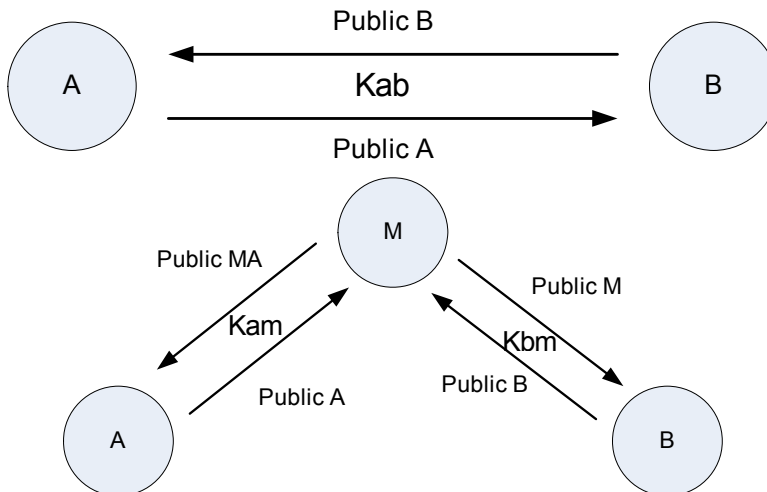 Public B
A
Kab
B
Public A
M
Public MA
Public M
Kam
Kbm
Public A
Public B
A
B